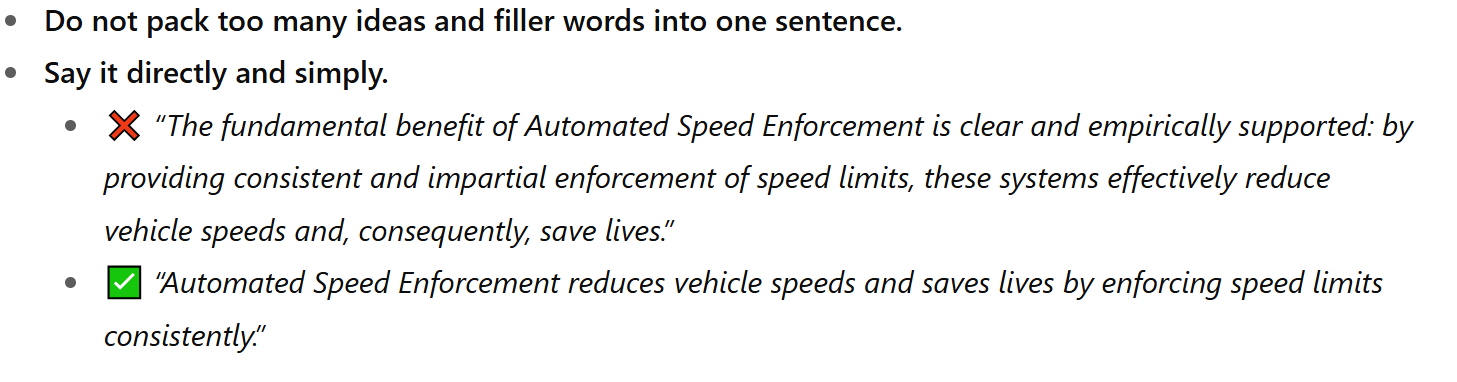 Do not pack too many ideas and filler words into one sentence.
Say it directly and simply.
❌ “The fundamental benefit of Automated Speed Enforcement is clear and empirically supported: by
providing consistent and impartial enforcement of speed limits, these systems effectively reduce
vehicle speeds and, consequently, save lives.”
✅ “Automated Speed Enforcement reduces vehicle speeds and saves lives by enforcing speed limits
consistently.”